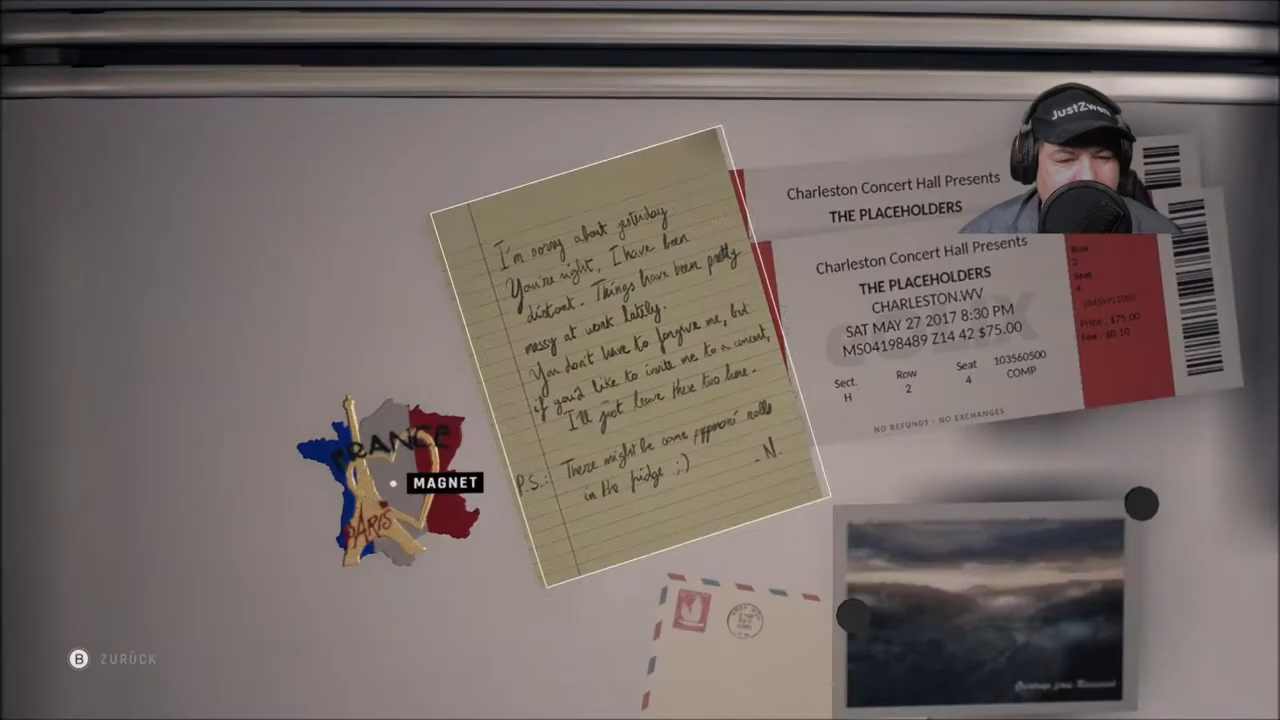 JustZwen
Charleston Concert Hall Presents
THE PLACEHOLDERS
Charleston Concert Hall Presents
THE PLACEHOLDERS
CHARLESTON.WV
SAT MAY 27 2017 8:30 PM
MS04198489 Z14 42 $75.00
Sect. Row Seat 103560500
H 2 4 COMP
NO REFUNDS - NO EXCHANGES
Row
2
Seat
4
Price : $75.00
Fee : $0.10
I'm sorry about yesterday.
You're right, I have been
distant. Things have been pretty
messy at work lately.
You don't have to forgive me, but
if you'd like to invite me to a concert,
I'll just leave these two here.
P.S.: There might be some pepperoni rolls
in the fridge ;)
- N.
FRANCE
PARIS
MAGNET
B ZURÜCK